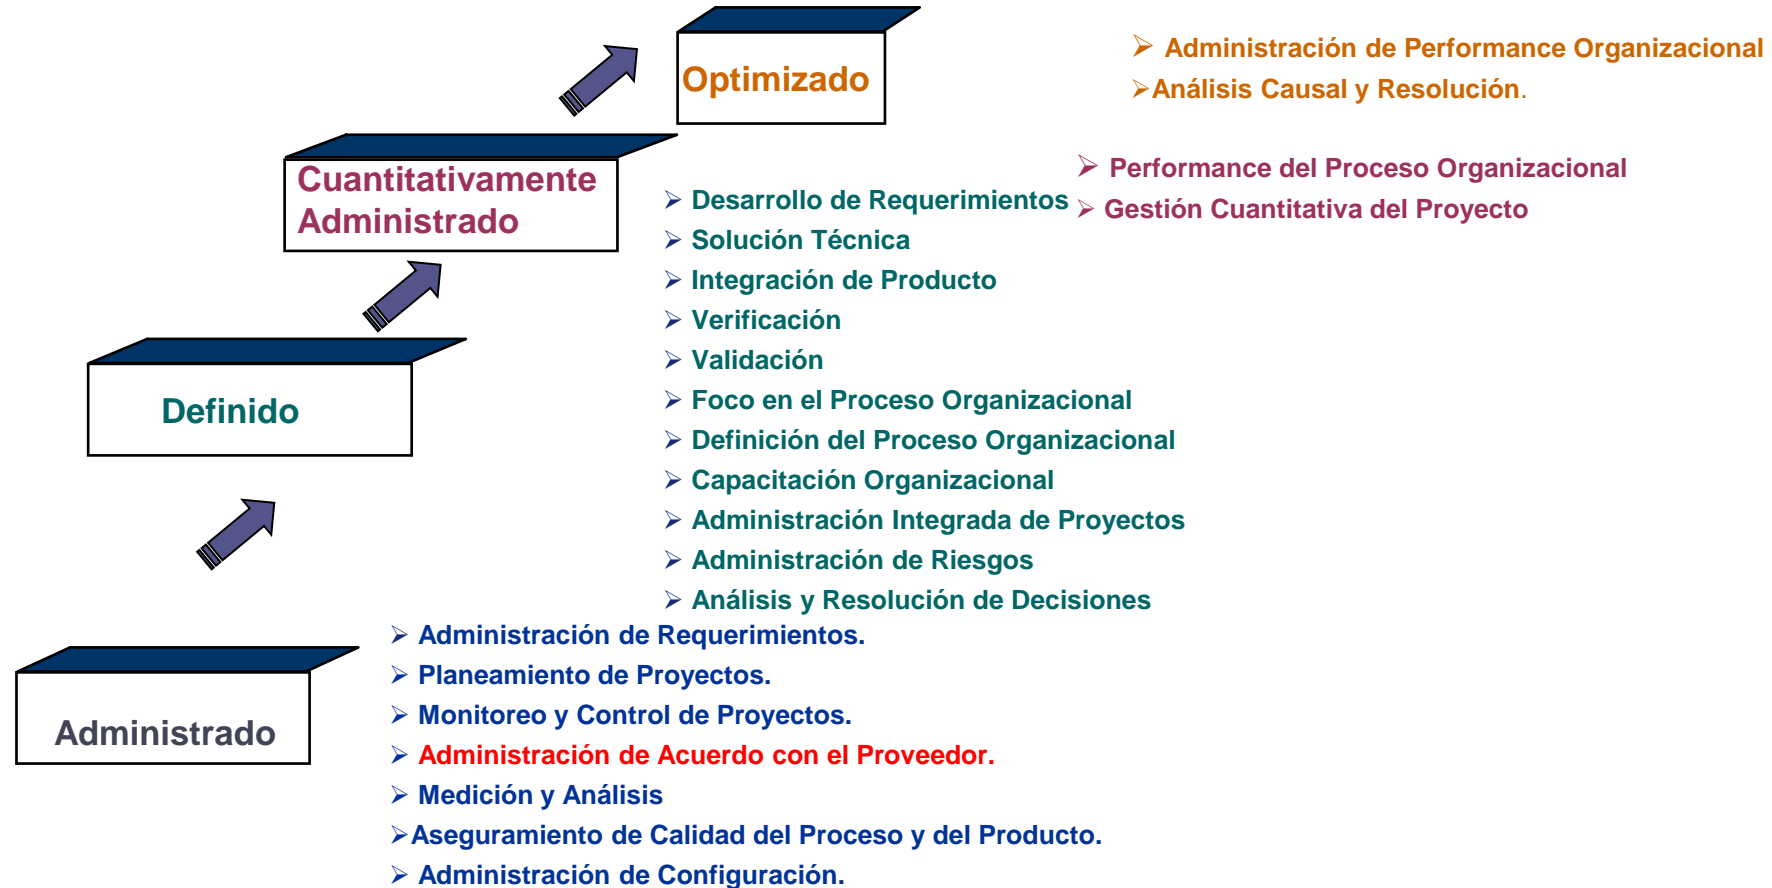 Optimizado
➢ Administración de Performance Organizacional
➢Análisis Causal y Resolución.
Cuantitativamente
Administrado
➢ Performance del Proceso Organizacional
➢ Gestión Cuantitativa del Proyecto
Definido
➢ Desarrollo de Requerimientos
➢ Solución Técnica
➢ Integración de Producto
➢ Verificación
➢ Validación
➢ Foco en el Proceso Organizacional
➢ Definición del Proceso Organizacional
➢ Capacitación Organizacional
➢ Administración Integrada de Proyectos
➢ Administración de Riesgos
➢ Análisis y Resolución de Decisiones
Administrado
➢ Administración de Requerimientos.
➢ Planeamiento de Proyectos.
➢ Monitoreo y Control de Proyectos.
➢ Administración de Acuerdo con el Proveedor.
➢ Medición y Análisis
➢Aseguramiento de Calidad del Proceso y del Producto.
➢ Administración de Configuración.